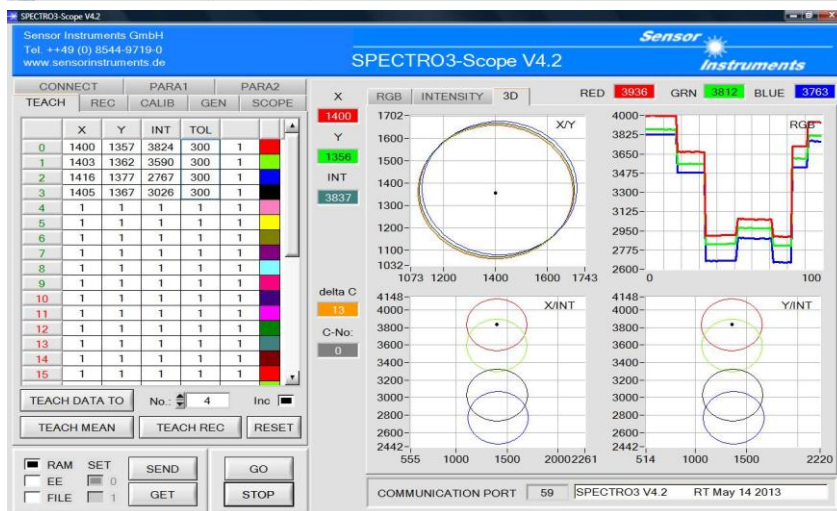 SPECTRO3-Scope V4.2
Sensor Instruments GmbH
Tel. ++49 (0) 8544-9719-0
www.sensorinstruments.de
SPECTRO3-Scope V4.2
Sensor
Instruments
CONNECT PARA1 PARA2
TEACH REC CALIB GEN SCOPE
X Y INT TOL
0 1400 1357 3824 300 1
1 1403 1362 3590 300 1
2 1416 1377 2767 300 1
3 1405 1367 3026 300 1
4 1 1 1 1 1
5 1 1 1 1 1
6 1 1 1 1 1
7 1 1 1 1 1
8 1 1 1 1 1
9 1 1 1 1 1
10 1 1 1 1 1
11 1 1 1 1 1
12 1 1 1 1 1
13 1 1 1 1 1
14 1 1 1 1 1
15 1 1 1 1 1
TEACH DATA TO No.: 4 Inc
TEACH MEAN TEACH REC RESET
RAM SET SEND GO
EE 0
FILE 1 GET STOP
X
1400
Y
1356
INT
3837
delta C
13
C-No:
0
RGB INTENSITY 3D RED 3936 GRN 3812 BLUE 3763
X/Y
1702
1600
1500
1400
1300
1200
1100
1032
1073 1200 1400 1600 1743
RGB
4000
3825
3650
3475
3300
3125
2950
2775
2600
0 100
X/INT
4148
4000
3800
3600
3400
3200
3000
2800
2600
2442
555 1000 1500 2000 2261
Y/INT
4148
4000
3800
3600
3400
3200
3000
2800
2600
2442
514 1000 1500 2220
COMMUNICATION PORT 59 SPECTRO3 V4.2 RT May 14 2013